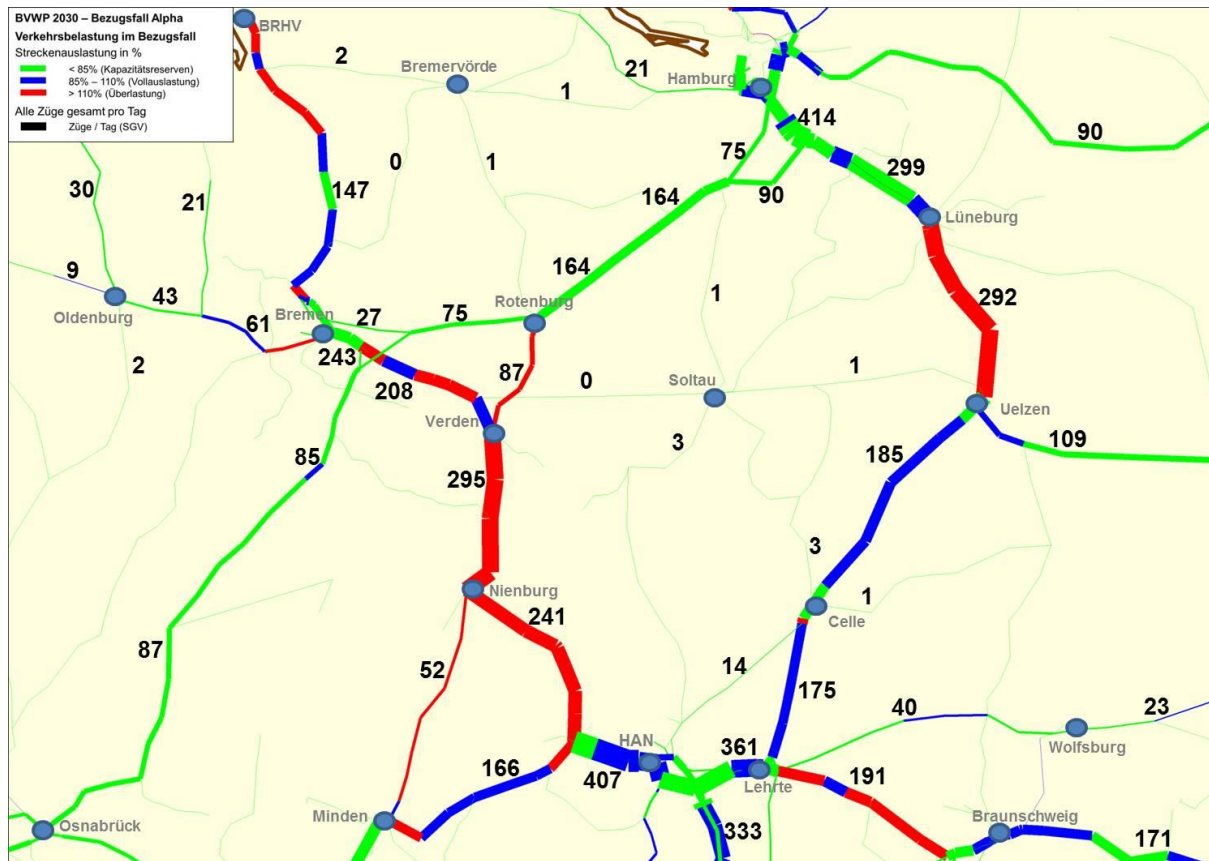 BVWP 2030 – Bezugsfall Alpha
Verkehrsbelastung im Bezugsfall
Streckenauslastung in %
< 85% (Kapazitätsreserven)
85% – 110% (Vollauslastung)
> 110% (Überlastung)
Alle Züge gesamt pro Tag
Züge / Tag (SGV)
BRHV
2
Bremervörde
1
21
Hamburg
414
90
75
299
0
1
30
21
147
164
90
Lüneburg
9
43
Oldenburg
61
Bremen
27
75
Rotenburg
164
1
292
2
243
208
87
0
Soltau
1
Uelzen
Verden
3
109
85
295
185
3
Nienburg
241
1
Celle
87
52
14
175
40
23
HAN
361
Wolfsburg
166
407
Lehrte
191
Minden
333
Braunschweig
171
Osnabrück